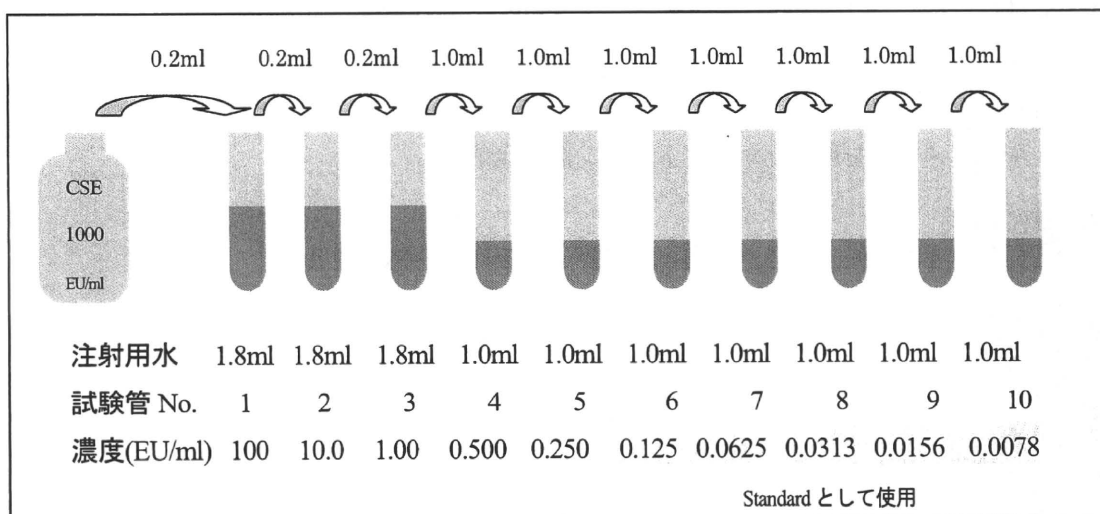 0.2ml 0.2ml 0.2ml 1.0ml 1.0ml 1.0ml 1.0ml 1.0ml 1.0ml 1.0ml
CSE
1000
EU/ml
注射用水 1.8ml 1.8ml 1.8ml 1.0ml 1.0ml 1.0ml 1.0ml 1.0ml 1.0ml 1.0ml
試験管 No. 1 2 3 4 5 6 7 8 9 10
濃度(EU/ml) 100 10.0 1.00 0.500 0.250 0.125 0.0625 0.0313 0.0156 0.0078
Standard として使用